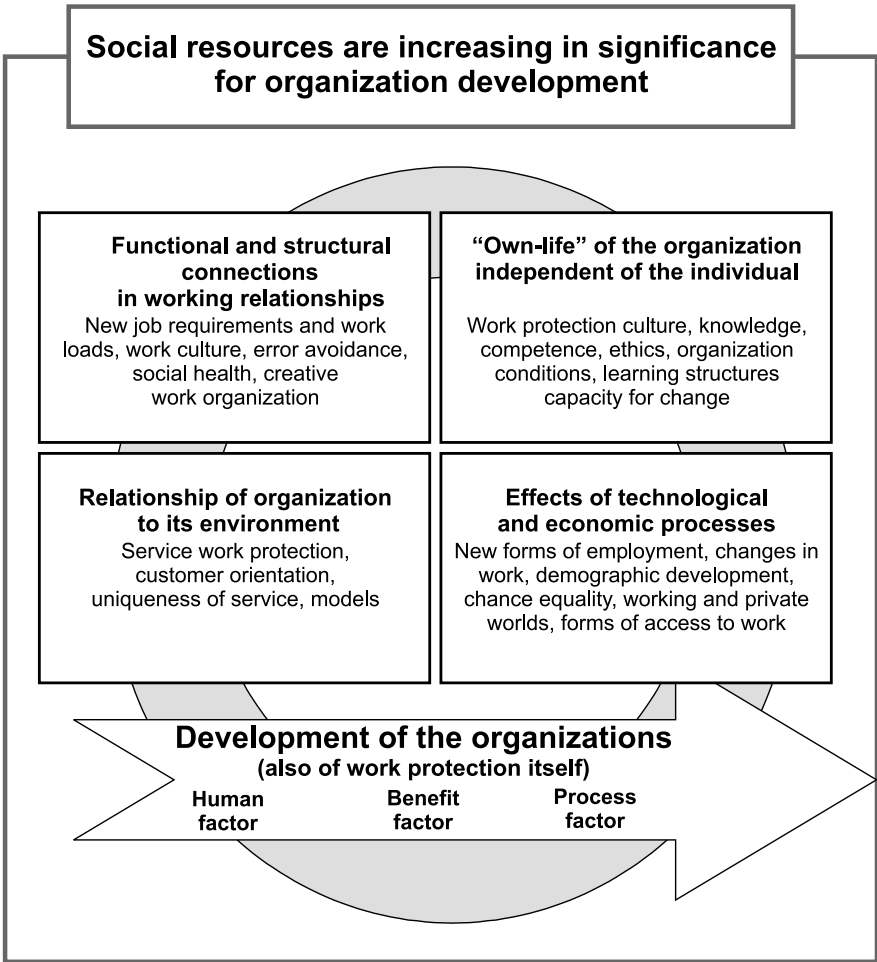 Social resources are increasing in significance
for organization development
Functional and structural
connections
in working relationships
New job requirements and work
loads, work culture, error avoidance,
social health, creative
work organization
“Own-life” of the organization
independent of the individual
Work protection culture, knowledge,
competence, ethics, organization
conditions, learning structures
capacity for change
Relationship of organization
to its environment
Service work protection,
customer orientation,
uniqueness of service, models
Effects of technological
and economic processes
New forms of employment, changes in
work, demographic development,
chance equality, working and private
worlds, forms of access to work
Development of the organizations
(also of work protection itself)
Human
factor
Benefit
factor
Process
factor